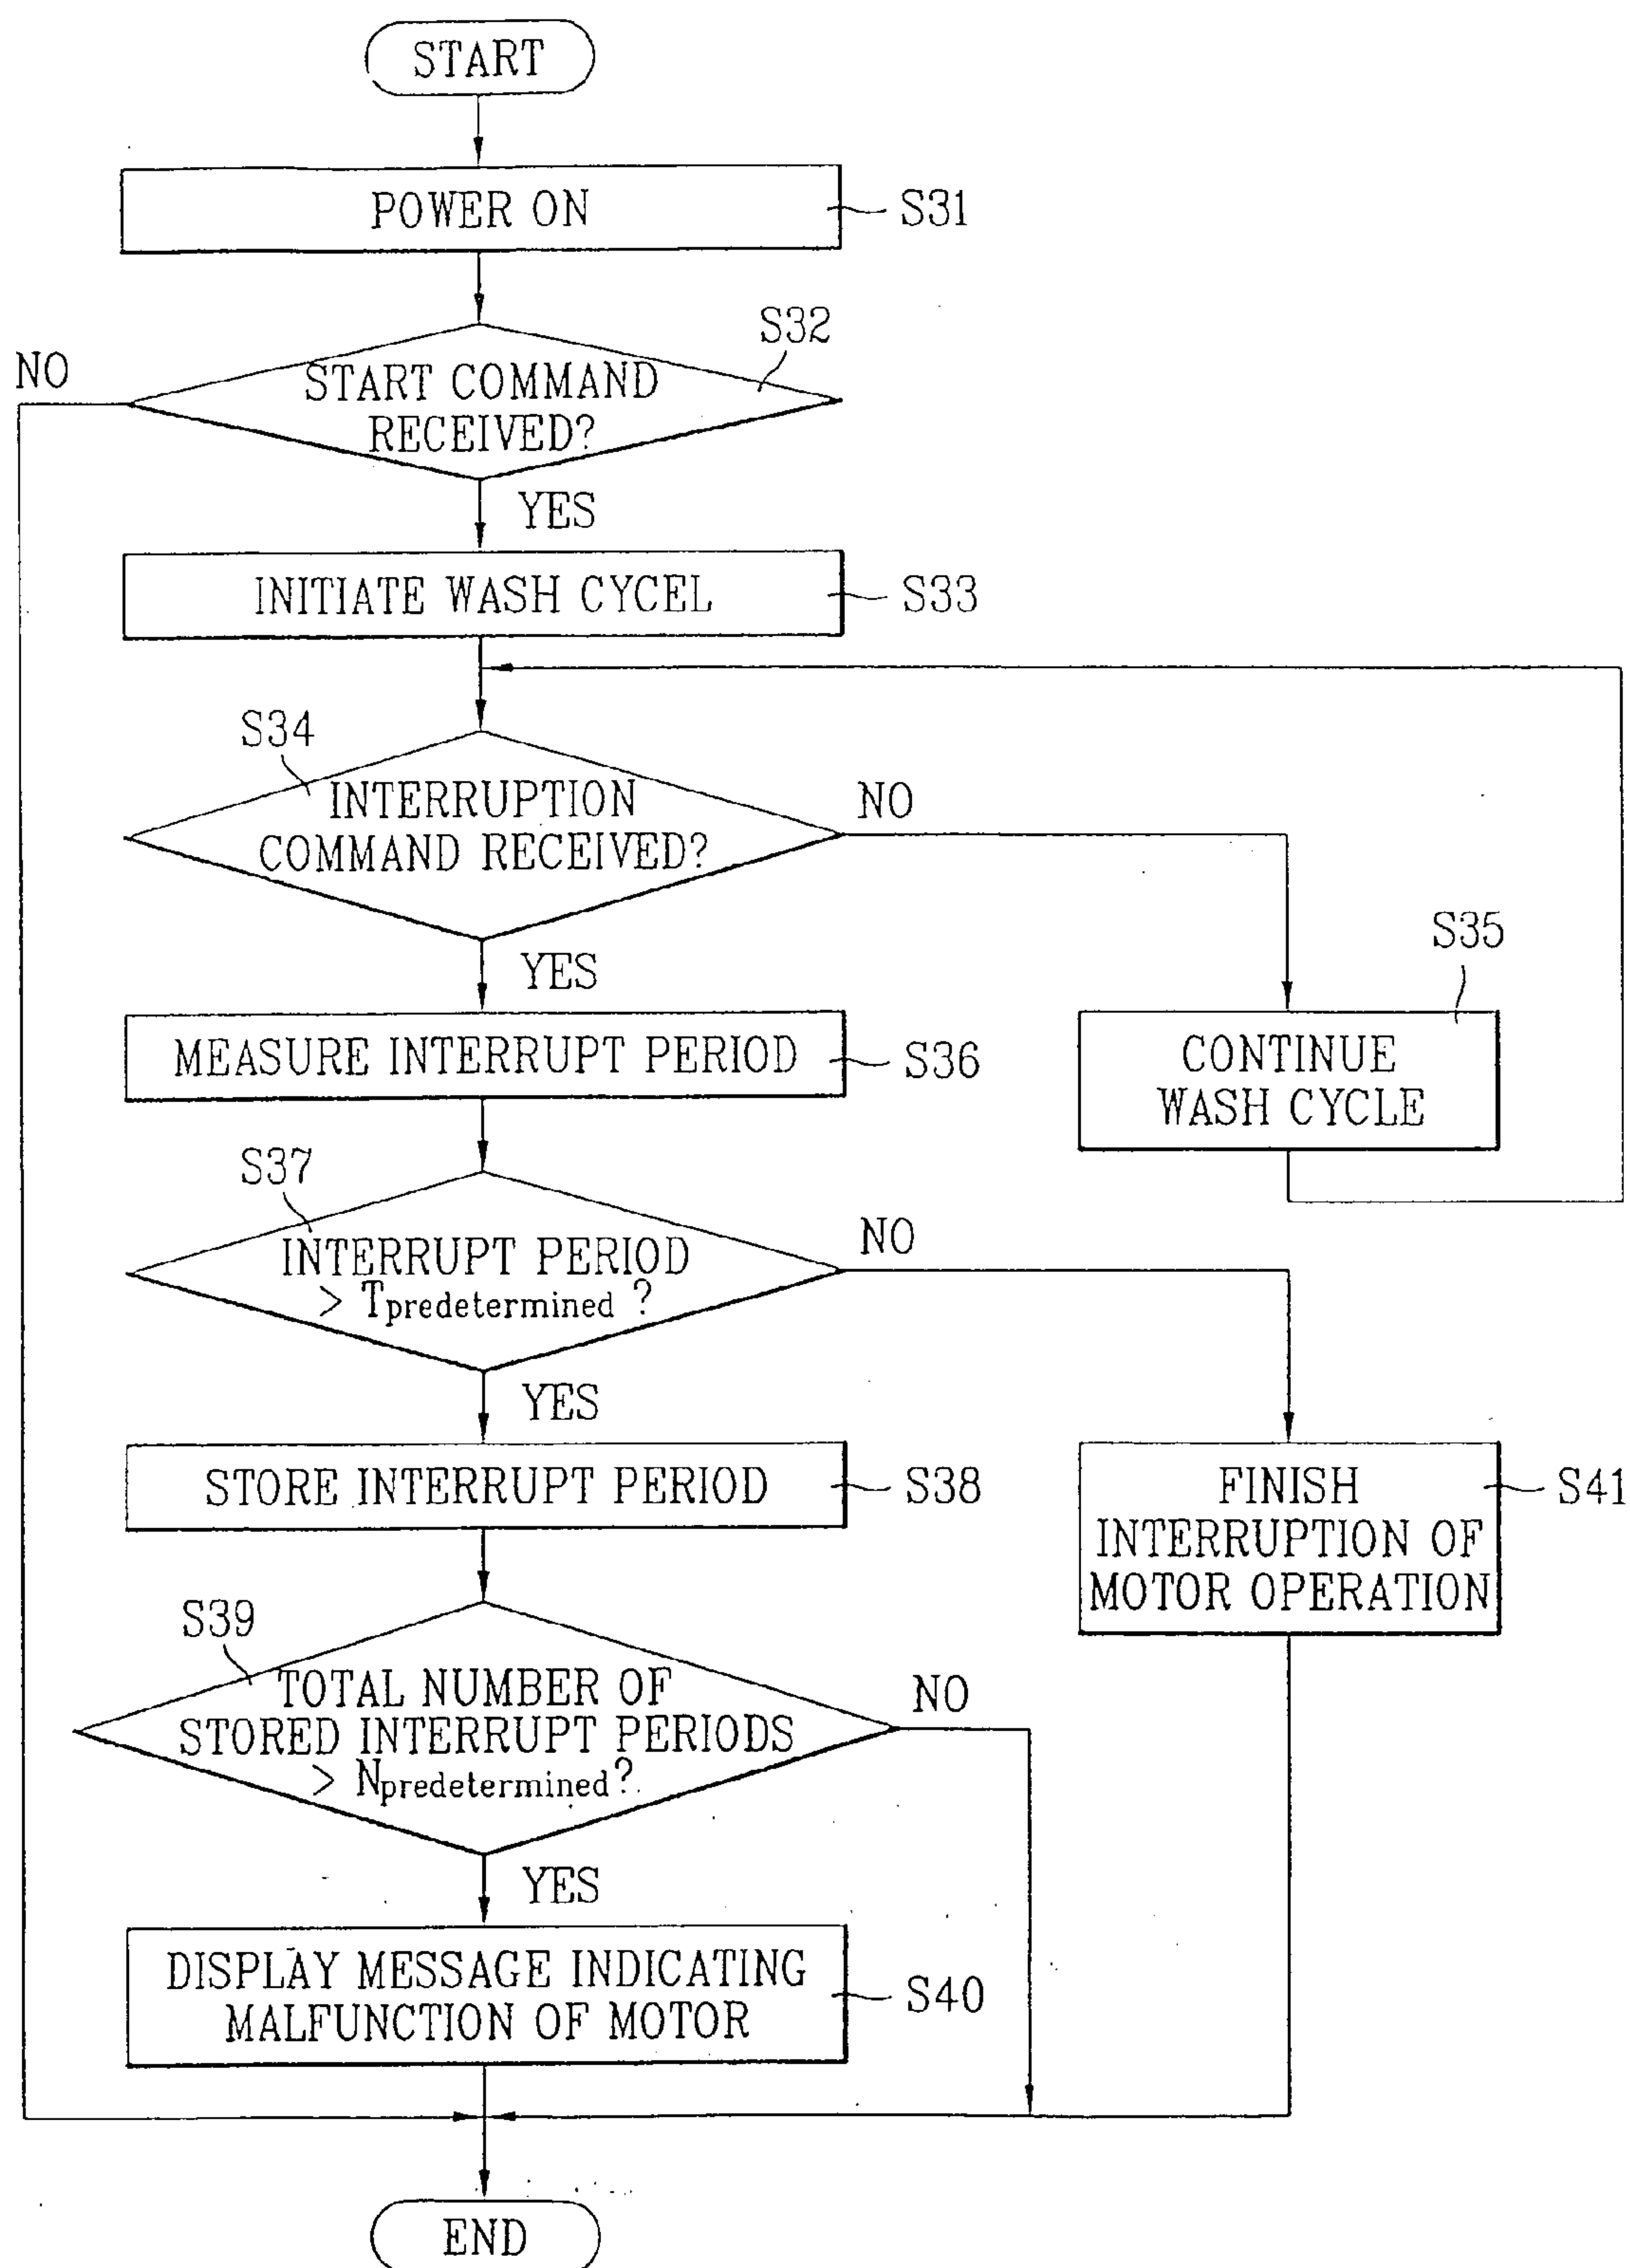 START
POWER ON
S31
S32
NO
START COMMAND
RECEIVED?
YES
INITIATE WASH CYCEL
S33
S34
INTERRUPTION
COMMAND RECEIVED?
NO
YES
S35
MEASURE INTERRUPT PERIOD
S36
CONTINUE
WASH CYCLE
S37
INTERRUPT PERIOD
> Tpredetermined ?
NO
YES
STORE INTERRUPT PERIOD
S38
FINISH
INTERRUPTION OF
MOTOR OPERATION
S41
S39
TOTAL NUMBER OF
STORED INTERRUPT PERIODS
> Npredetermined?
NO
YES
DISPLAY MESSAGE INDICATING
MALFUNCTION OF MOTOR
S40
END